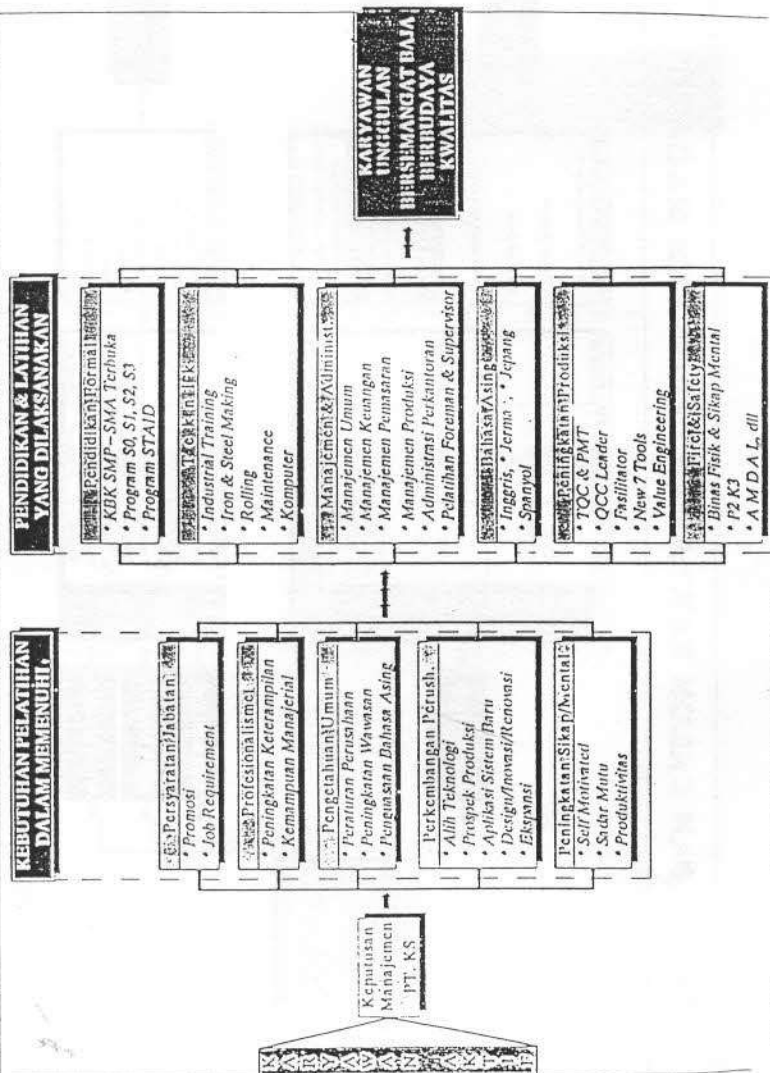 KARYAWAN AKTIF
Keputusan
Manajemen
PT. KS
KEBUTUHAN PELATIHAN
DALAM MEMENUHI
Persyaratan Jabatan
* Promosi
* Job Requirement
Profesionalisme
* Peningkatan Keterampilan
* Kemampuan Manajerial
Pengetahuan Umum
* Peraturan Perusahaan
* Peningkatan Wawasan
* Penguasaan Bahasa Asing
Perkembangan Perush.
* Alih Teknologi
* Prospek Produksi
* Aplikasi Sistem Baru
* Design/Inovasi/Renovasi
* Ekspansi
Peningkatan Sikap/Mental
* Self Motivated
* Sadar Mutu
* Produktivitas
PENDIDIKAN & LATIHAN
YANG DILAKSANAKAN
Pendidikan Formal
* KBK SMP-SMA Terbuka
* Program S0, S1, S2, S3
* Program STAID
* Industrial Training
Iron & Steel Making
* Rolling
* Maintenance
* Komputer
Manajemen & Administ.
* Manajemen Umum
* Manajemen Keuangan
* Manajemen Pemasaran
* Manajemen Produksi
* Administrasi Perkantoran
* Pelatihan Foreman & Supervisor
Bahasa Asing
* Inggris, * Jerman, * Jepang
Spanyol
Peningkatan Produksi
* TQC & PMT
* QCC Leader
Fasilitator
* New 7 Tools
* Value Engineering
Fire & Safety
* Binas Fisik & Sikap Mental
* P2 K3
* A M D A L, dll
KARYAWAN
UNGGULAN
BERSEMANGAT BAJA
BERBUDAYA
KWALITAS